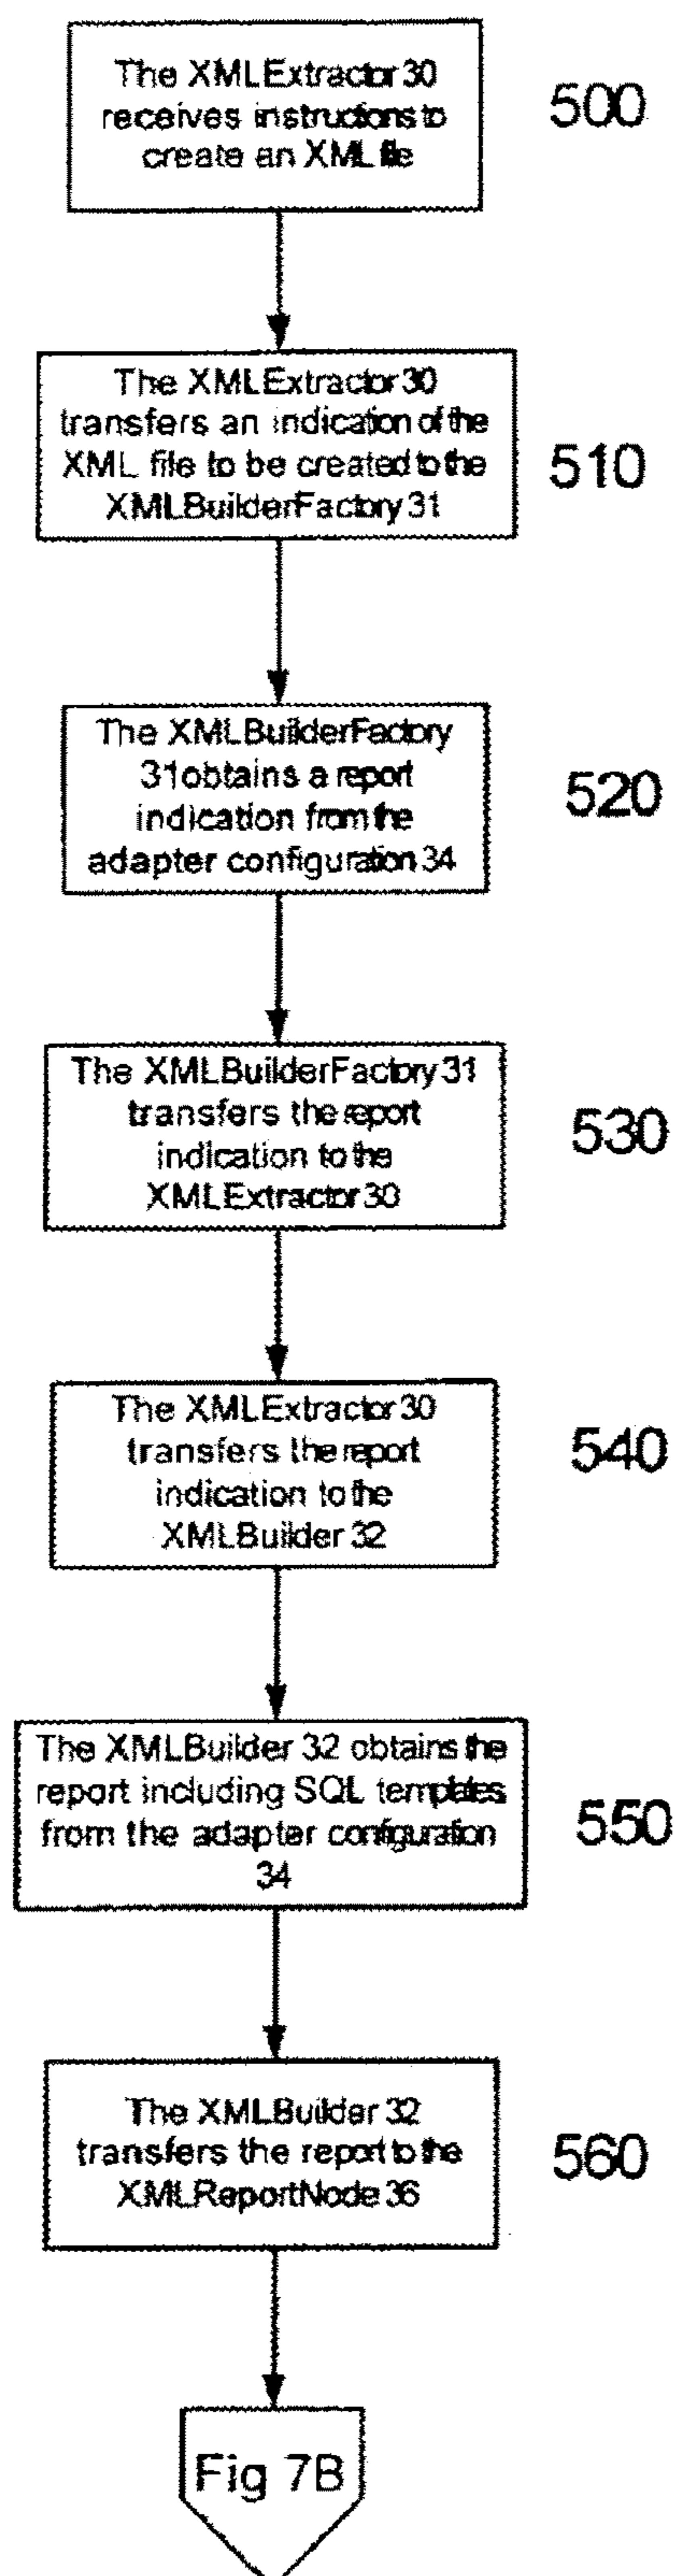 The XMLExtractor 30
receives instructions to
create an XML file
500
The XMLExtractor 30
transfers an indication of the
XML file to be created to the
XMLBuilderFactory 31
510
The XMLBuilderFactory
31 obtains a report
indication from the
adapter configuration 34
520
The XMLBuilderFactory 31
transfers the report
indication to the
XMLExtractor 30
530
The XMLExtractor 30
transfers the report
indication to the
XMLBuilder 32
540
The XMLBuilder 32 obtains the
report including SQL templates
from the adapter configuration
34
550
The XMLBuilder 32
transfers the report to the
XMLReportNode 36
560
Fig 7B